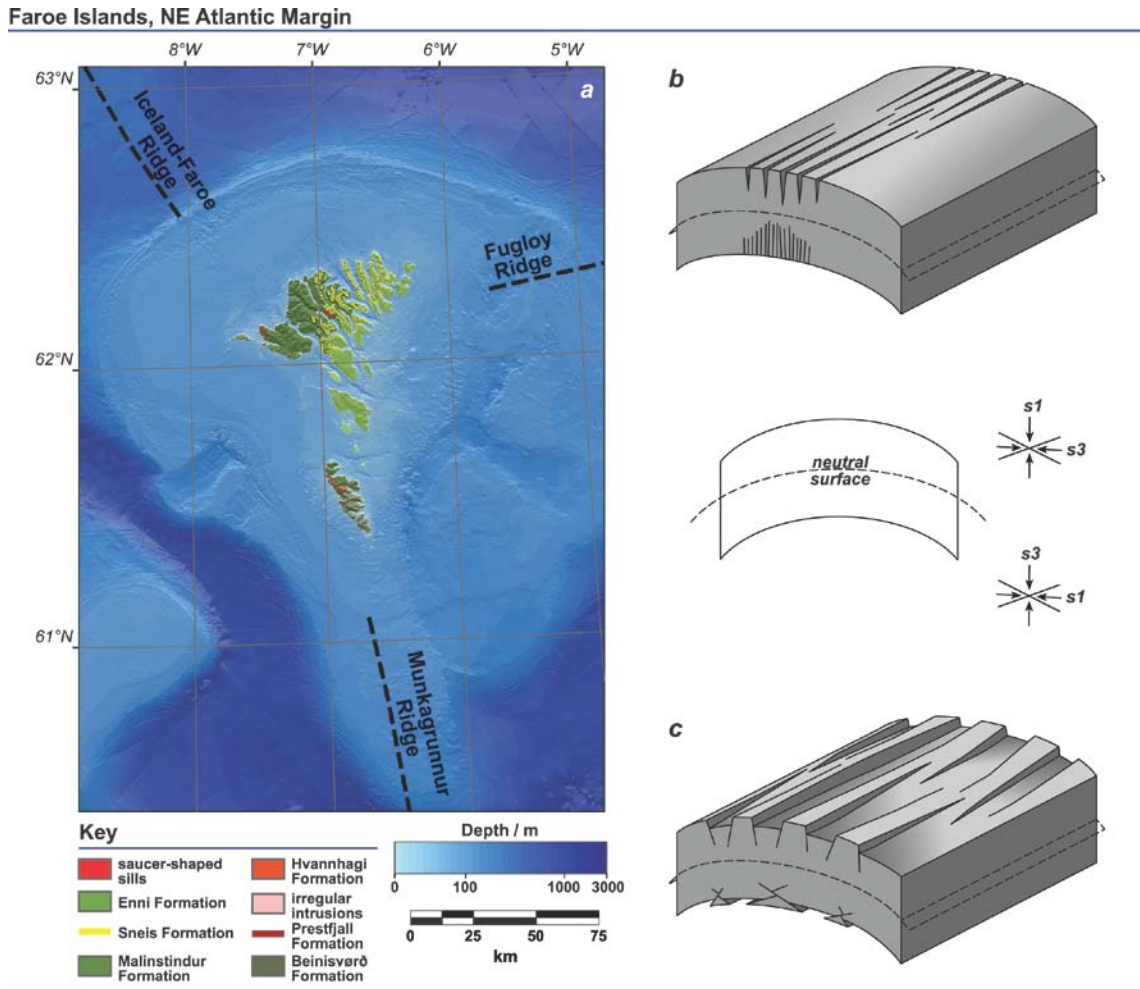 Faroe Islands, NE Atlantic Margin
8°W
7°W
6°W
5°W
63°N
62°N
61°N
a
Iceland-Faroe
Ridge
Fugloy
Ridge
Munkagrunnur
Ridge
Key
saucer-shaped
sills
Enni Formation
Sneis Formation
Malinstindur
Formation
Hvannhagi
Formation
irregular
intrusions
Prestfjall
Formation
Beinisvørð
Formation
Depth / m
0 100 1000 3000
0 25 50 75
km
b
neutral
surface
s1
s3
s3
s1
c